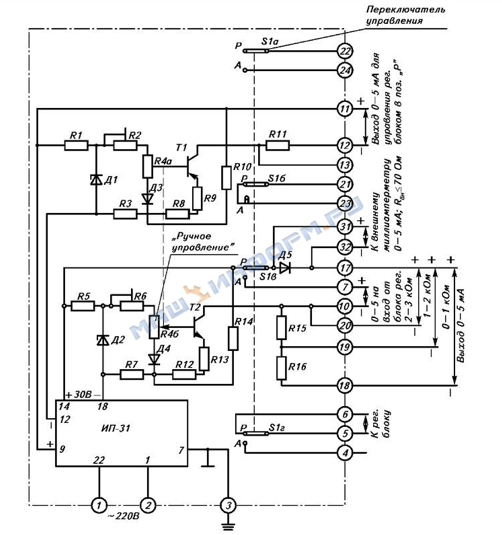 Переключатель
управления
P S1a
A
22
24
11
+
12
–
13
Выход 0–5 мА для
управления рег.
блоком в поз. „Р"
R1 R2 T1 R11
R4a R10
Д1 Д3 R9
R3 R8
P S1б
A
21
23
31
+
32
–
К внешнему
миллиамперметру
0–5 мА; Rвн≤70 Ом
„Ручное
управление"
P S1в Д5
A
17
+
7
–
0–5 на
вход от
блока рег.
10
20
19
18
+ + +
2–3 кОм
–
1–2 кОм
–
0–1 кОм
–
Выход 0–5 мА
R5 R6 T2 R14 R15
R4б
Д2 Д4 R13
R7 R12 R16
МАШИНФОРМ.РУ
+ 30В –
14 18
12
–
+
9
ИП-31
7
22 1
1 2 3
~220В
P S1г
A
6
5
4
К рег.
блоку